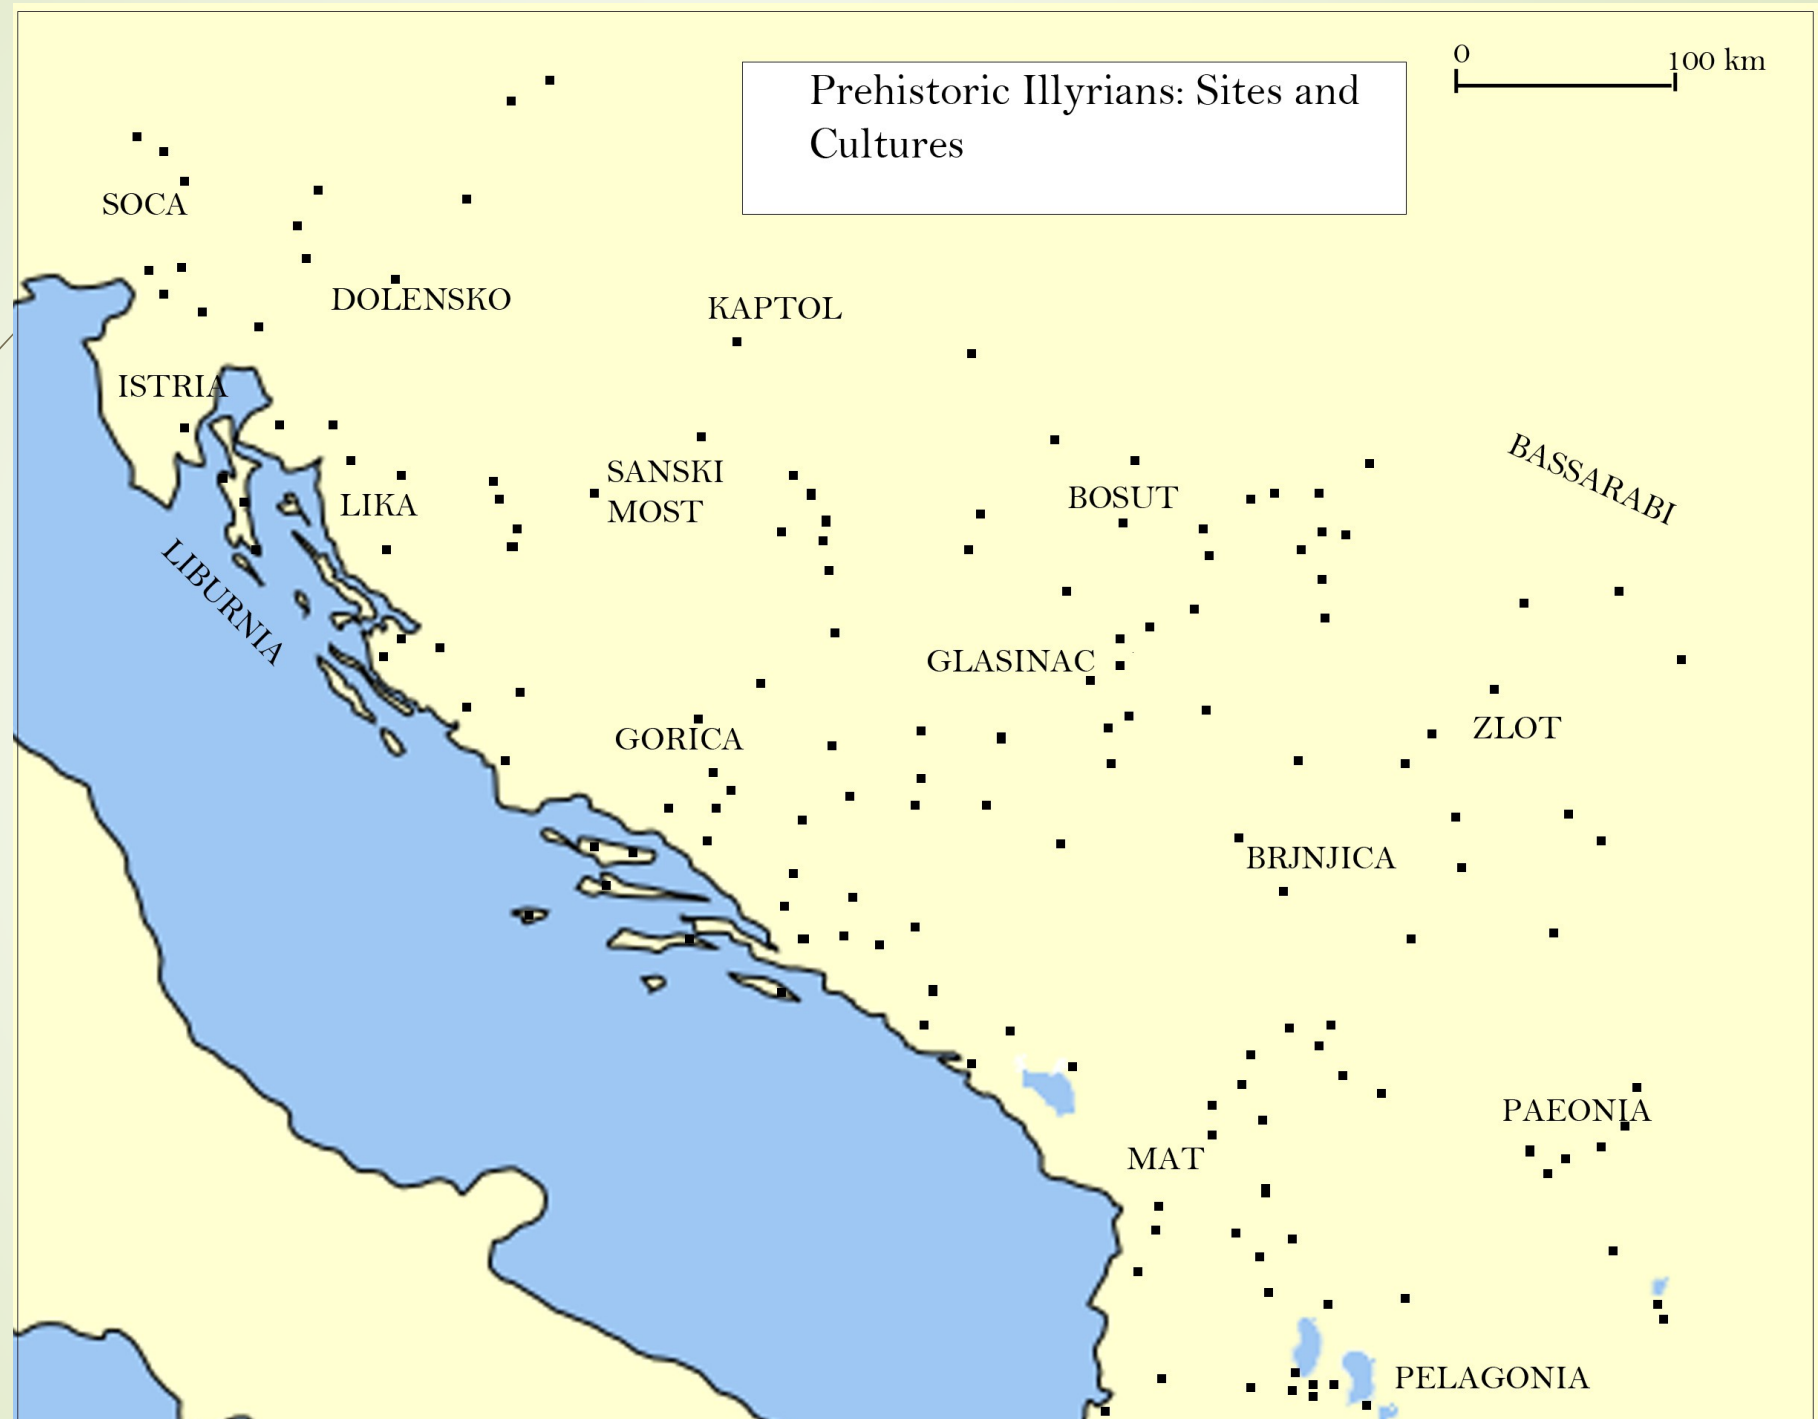 0
100 km
Prehistoric Illyrians: Sites and
Cultures
SOCA
DOLENSKO
KAPTOL
ISTRIA
BASSARABI
SANSKI
MOST
LIKA
BOSUT
LIBURNIA
GLASINAC
ZLOT
GORICA
BRJNJICA
PAEONIA
MAT
PELAGONIA